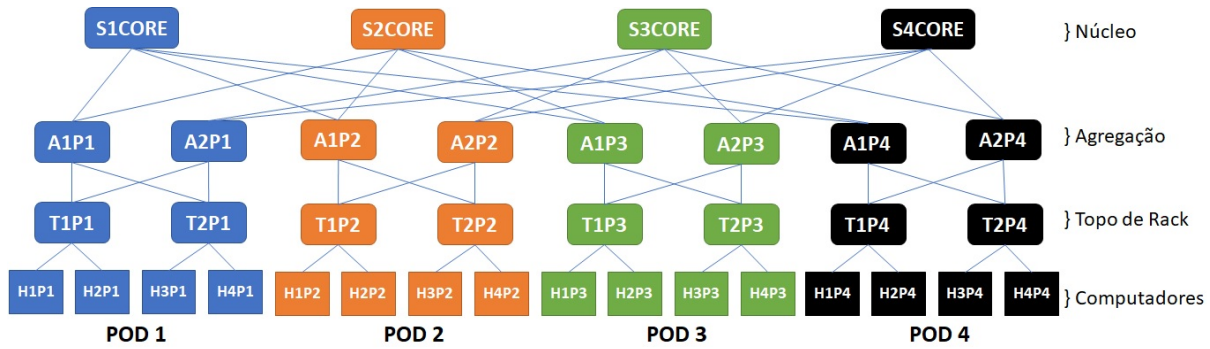 S1CORE S2CORE S3CORE S4CORE } Núcleo
A1P1 A2P1 A1P2 A2P2 A1P3 A2P3 A1P4 A2P4 } Agregação
T1P1 T2P1 T1P2 T2P2 T1P3 T2P3 T1P4 T2P4 } Topo de Rack
H1P1 H2P1 H3P1 H4P1 H1P2 H2P2 H3P2 H4P2 H1P3 H2P3 H3P3 H4P3 H1P4 H2P4 H3P4 H4P4 } Computadores
POD 1 POD 2 POD 3 POD 4